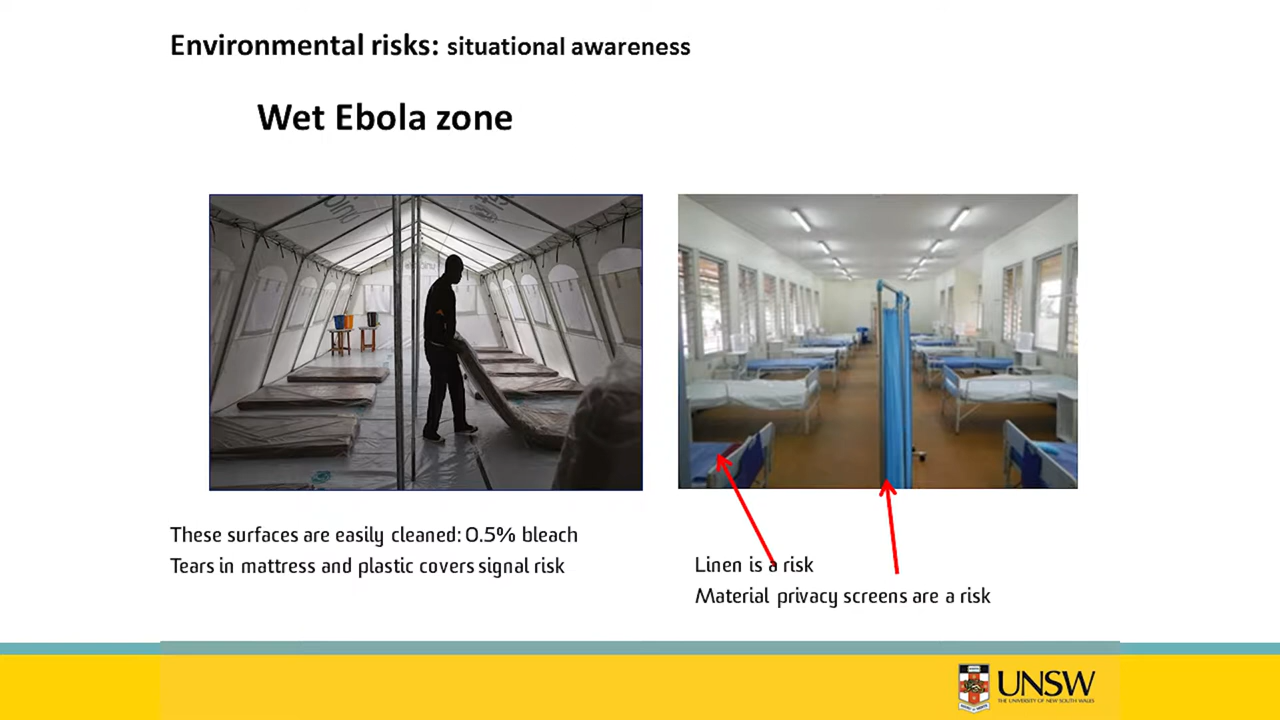 Environmental risks: situational awareness
Wet Ebola zone
These surfaces are easily cleaned: 0.5% bleach
Tears in mattress and plastic covers signal risk
Linen is a risk
Material privacy screens are a risk
UNSW
THE UNIVERSITY OF NEW SOUTH WALES